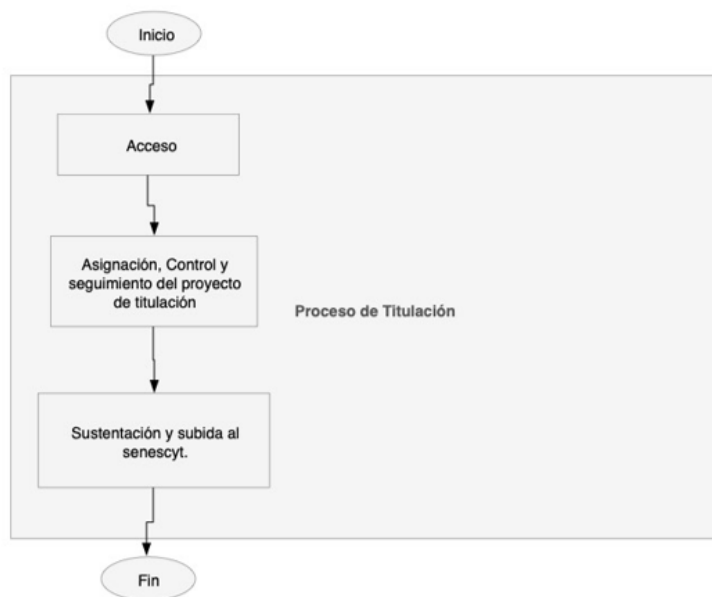 Inicio
Acceso
Asignación, Control y
seguimiento del proyecto
de titulación
Proceso de Titulación
Sustentación y subida al
senescyt.
Fin